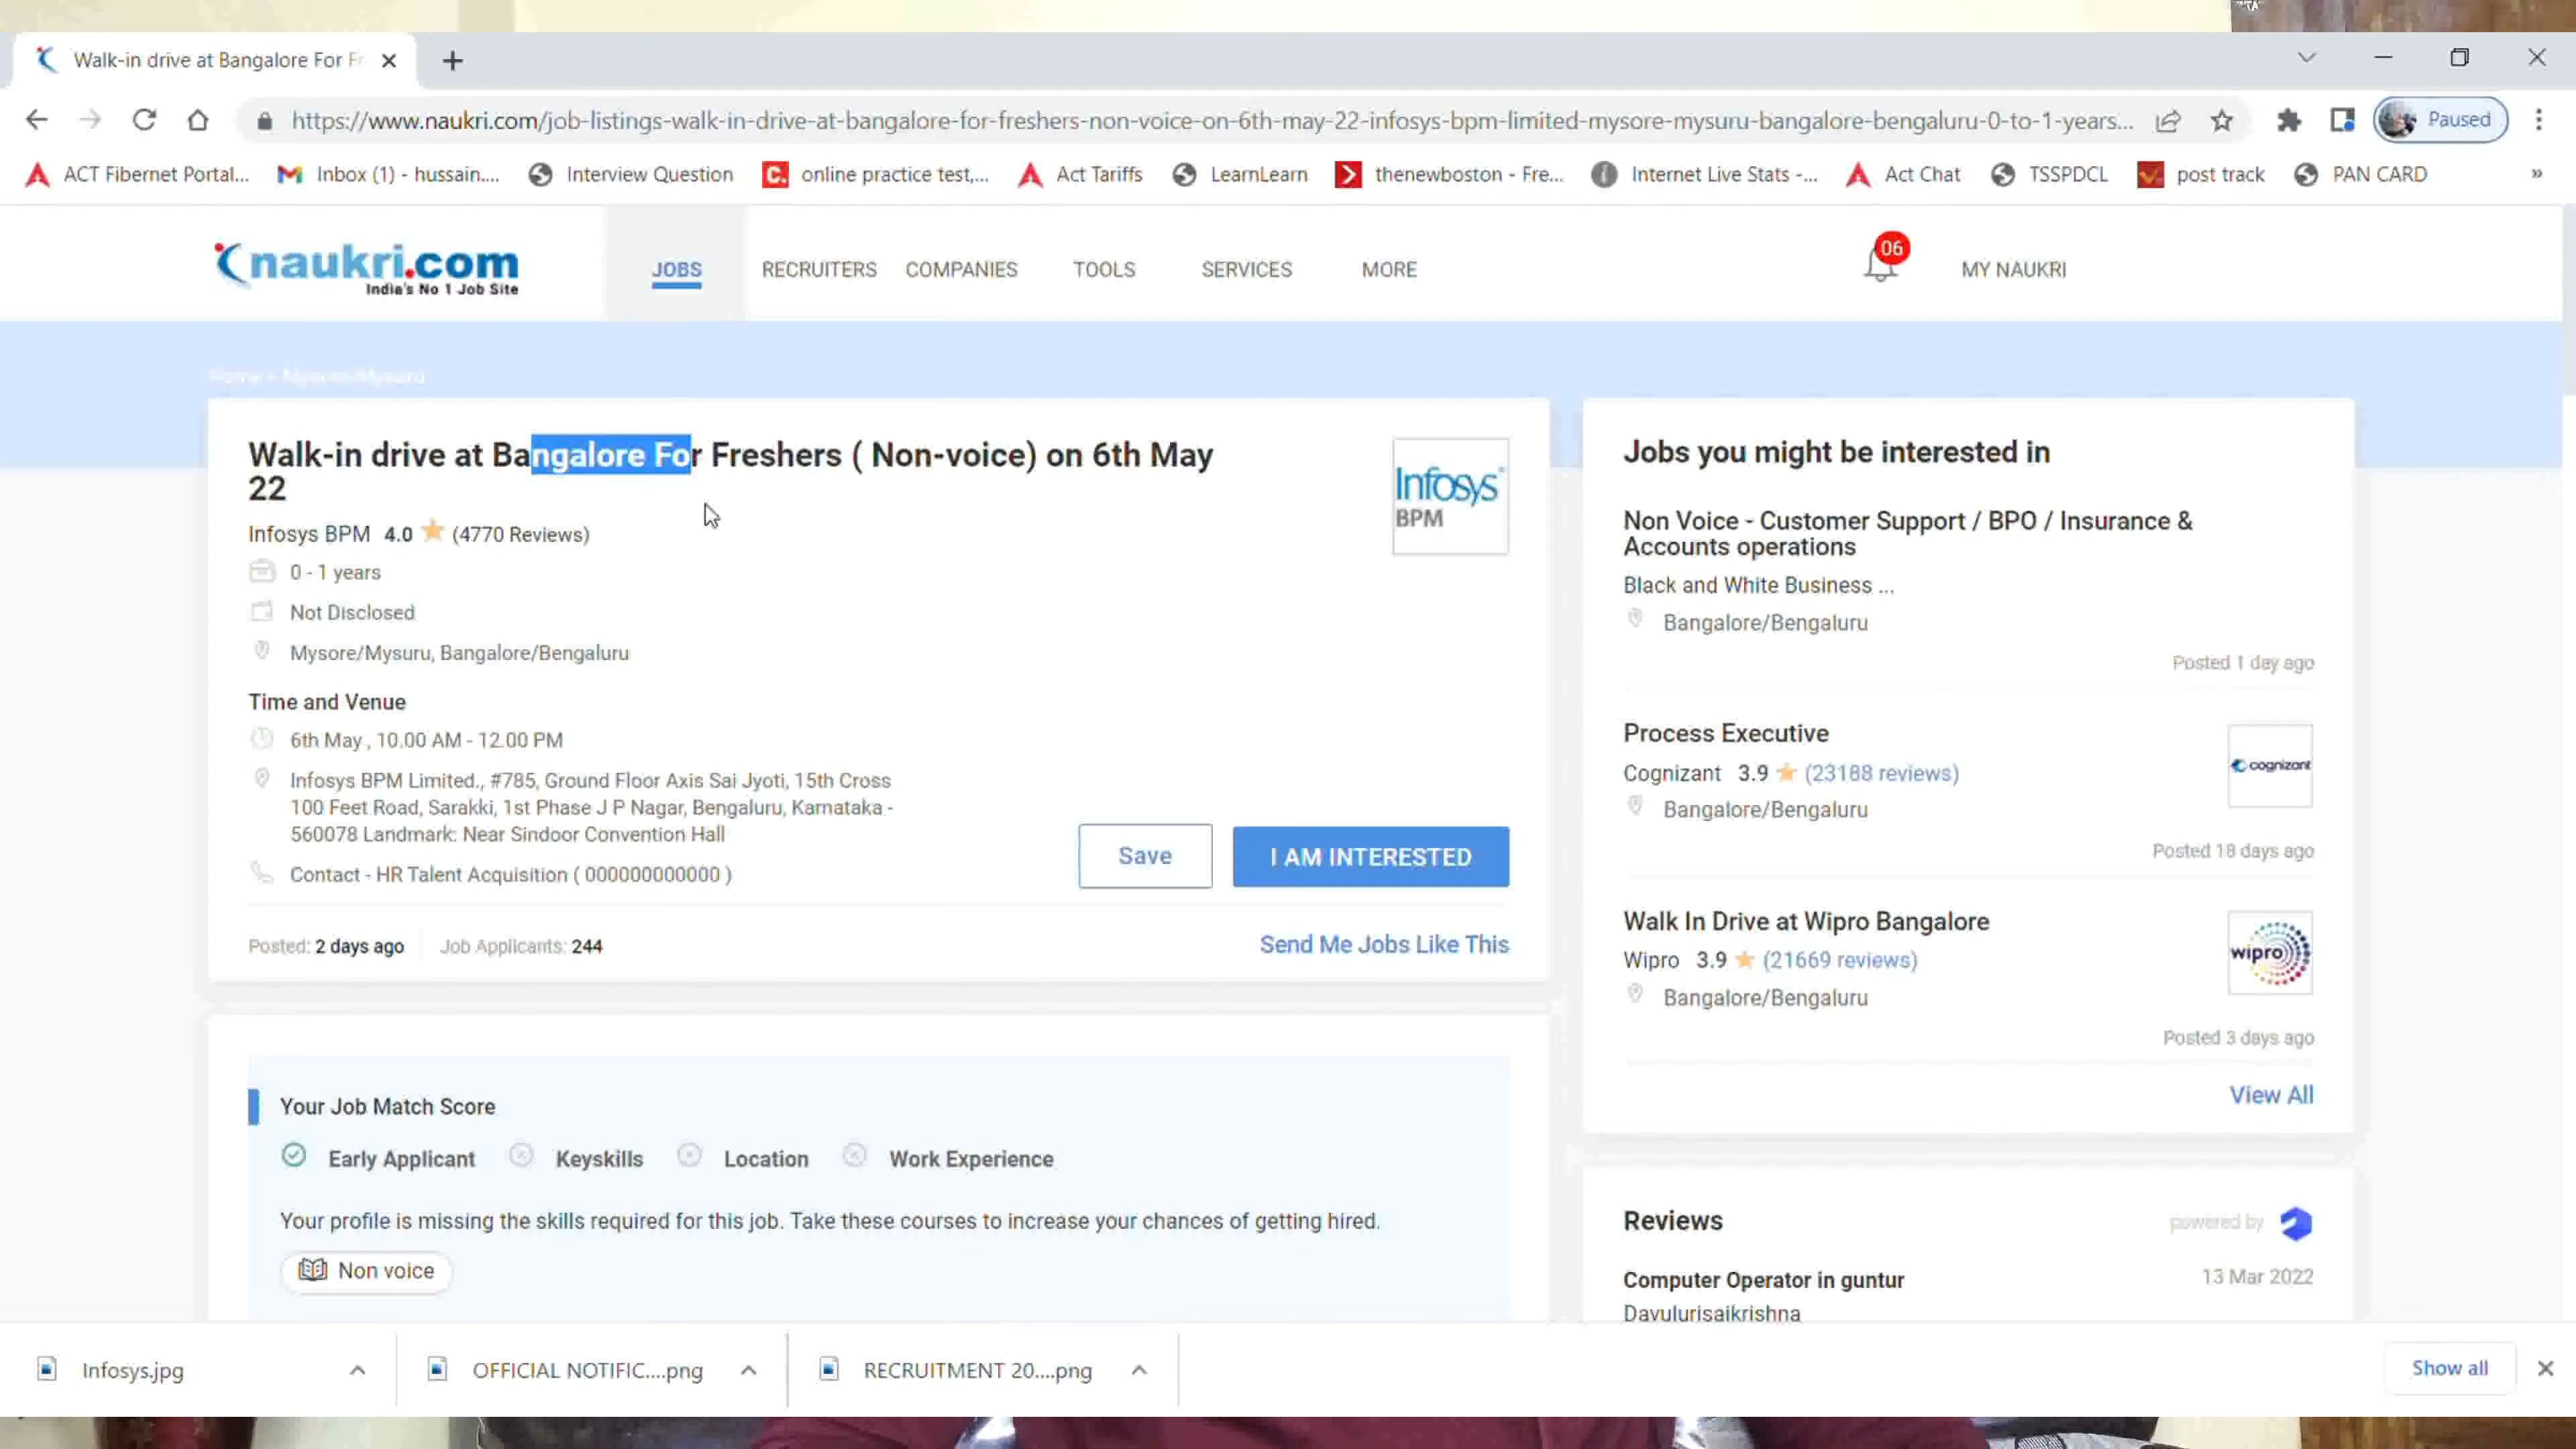 Walk-in drive at Bangalore For Fr
https://www.naukri.com/job-listings-walk-in-drive-at-bangalore-for-freshers-non-voice-on-6th-may-22-infosys-bpm-limited-mysore-mysuru-bangalore-bengaluru-0-to-1-years...
Paused
ACT Fibernet Portal... Inbox (1) - hussain.... Interview Question online practice test,... Act Tariffs LearnLearn thenewboston - Fre... Internet Live Stats -... Act Chat TSSPDCL post track PAN CARD »
naukri.com
India's No 1 Job Site
JOBS RECRUITERS COMPANIES TOOLS SERVICES MORE
06
MY NAUKRI
Home > Mysore/Mysuru
Walk-in drive at Bangalore For Freshers ( Non-voice) on 6th May
22
Infosys BPM 4.0 (4770 Reviews)
0 - 1 years
Not Disclosed
Mysore/Mysuru, Bangalore/Bengaluru
Infosys
BPM
Time and Venue
6th May , 10.00 AM - 12.00 PM
Infosys BPM Limited., #785, Ground Floor Axis Sai Jyoti, 15th Cross
100 Feet Road, Sarakki, 1st Phase J P Nagar, Bengaluru, Karnataka -
560078 Landmark: Near Sindoor Convention Hall
Contact - HR Talent Acquisition ( 000000000000 )
Save
I AM INTERESTED
Posted: 2 days ago Job Applicants: 244
Send Me Jobs Like This
Your Job Match Score
Early Applicant Keyskills Location Work Experience
Your profile is missing the skills required for this job. Take these courses to increase your chances of getting hired.
Non voice
Jobs you might be interested in
Non Voice - Customer Support / BPO / Insurance &
Accounts operations
Black and White Business ...
Bangalore/Bengaluru
Posted 1 day ago
Process Executive
Cognizant 3.9 (23188 reviews)
Bangalore/Bengaluru
cognizant
Posted 18 days ago
Walk In Drive at Wipro Bangalore
Wipro 3.9 (21669 reviews)
Bangalore/Bengaluru
wipro
Posted 3 days ago
View All
Reviews
powered by
Computer Operator in guntur
13 Mar 2022
Davulurisaikrishna
Infosys.jpg
OFFICIAL NOTIFIC....png
RECRUITMENT 20....png
Show all